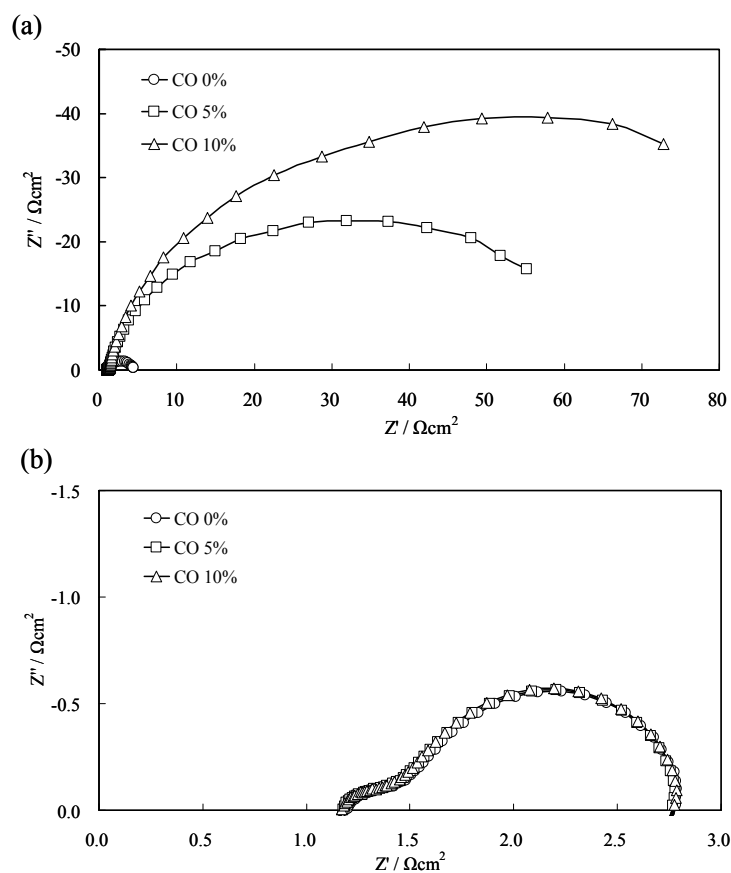 (a)
-50
-40
-30
-20
-10
0
Z" / Ωcm²
CO 0%
CO 5%
CO 10%
0 10 20 30 40 50 60 70 80
Z' / Ωcm²
(b)
-1.5
-1.0
-0.5
0.0
Z" / Ωcm²
CO 0%
CO 5%
CO 10%
0.0 0.5 1.0 1.5 2.0 2.5 3.0
Z' / Ωcm²